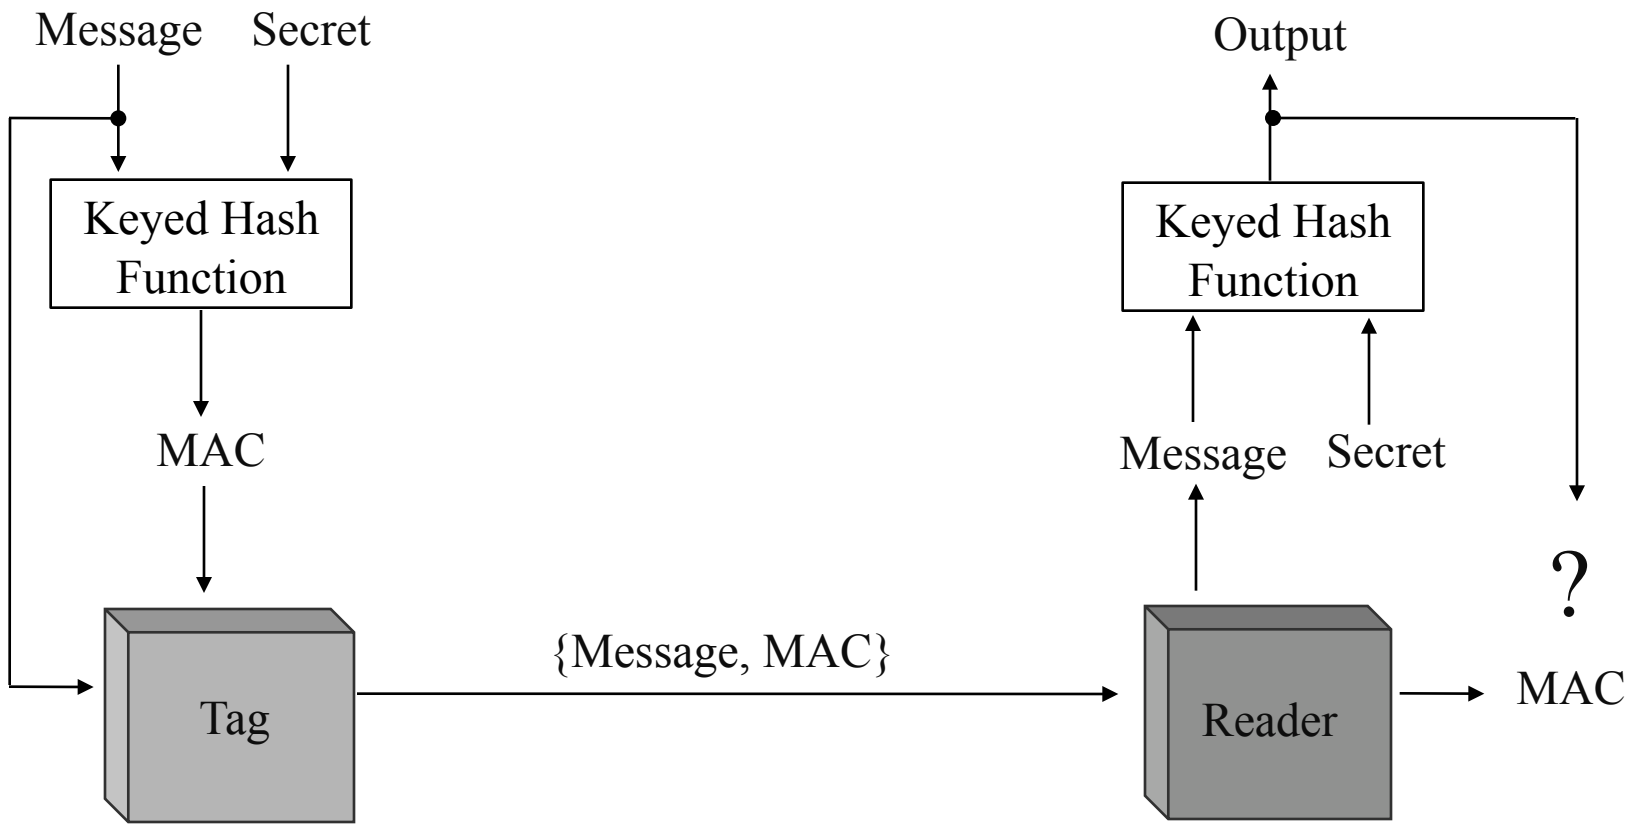 Message Secret
Keyed Hash
Function
MAC
Tag
{Message, MAC}
Output
Keyed Hash
Function
Message Secret
?
Reader
MAC